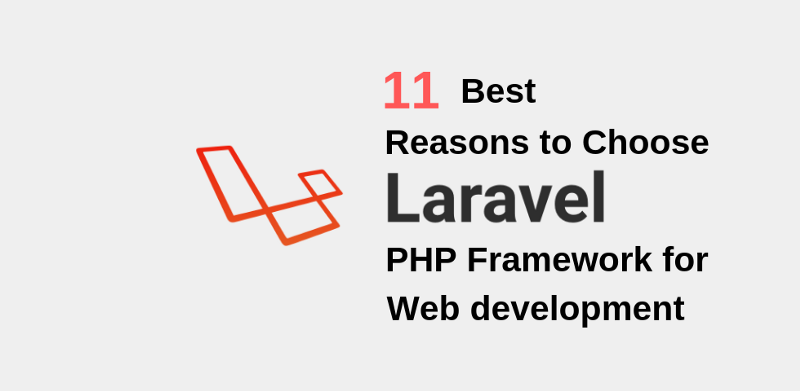 11 Best
Reasons to Choose
Laravel
PHP Framework for
Web development